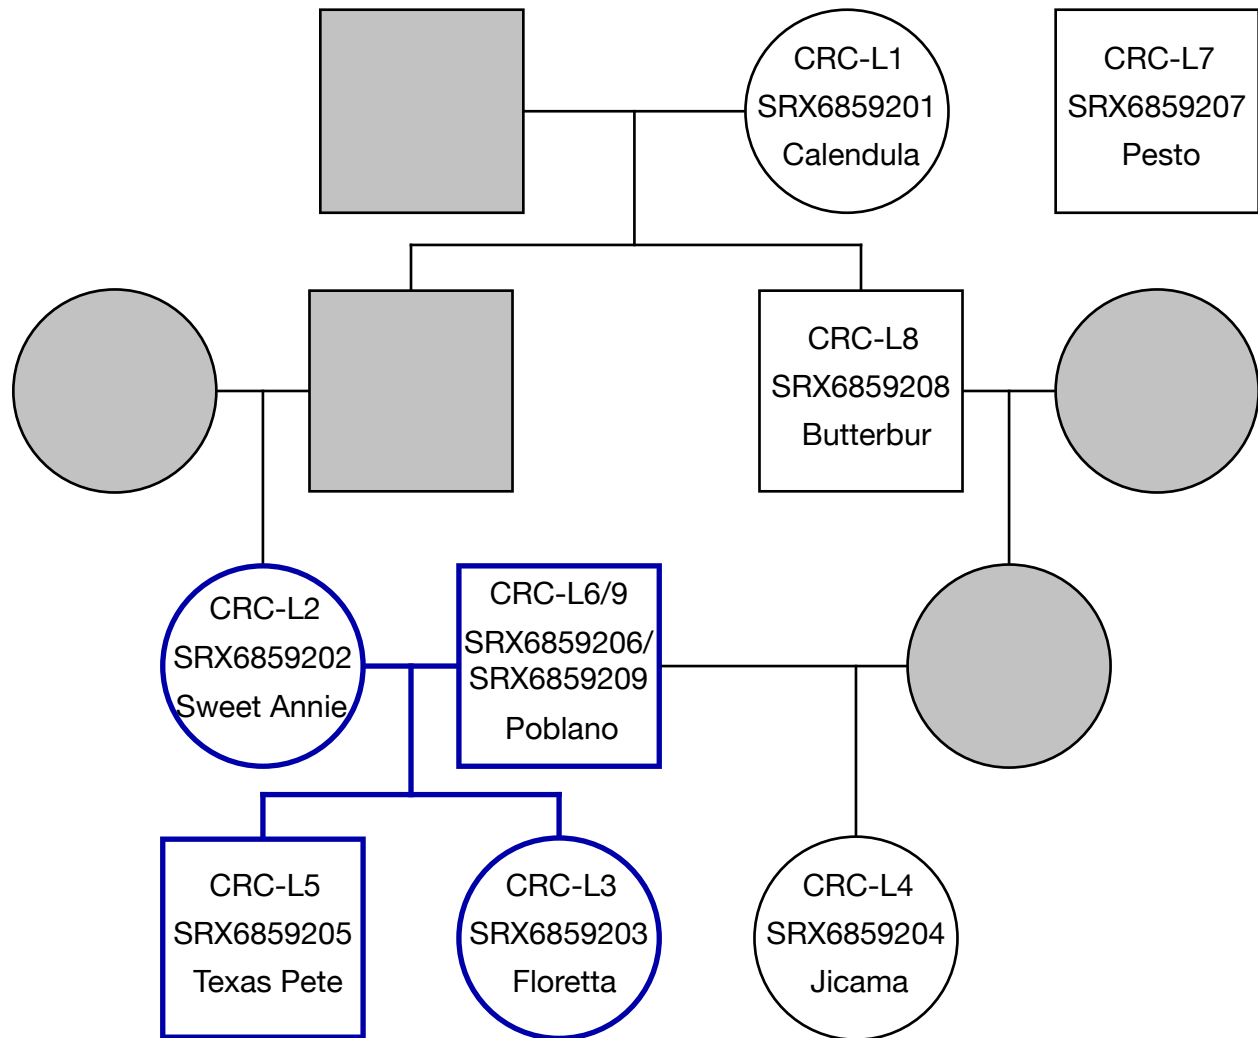 CRC-L1
SRX6859201
Calendula
CRC-L7
SRX6859207
Pesto
CRC-L8
SRX6859208
Butterbur
CRC-L2
SRX6859202
Sweet Annie
CRC-L6/9
SRX6859206/
SRX6859209
Poblano
CRC-L5
SRX6859205
Texas Pete
CRC-L3
SRX6859203
Floretta
CRC-L4
SRX6859204
Jicama